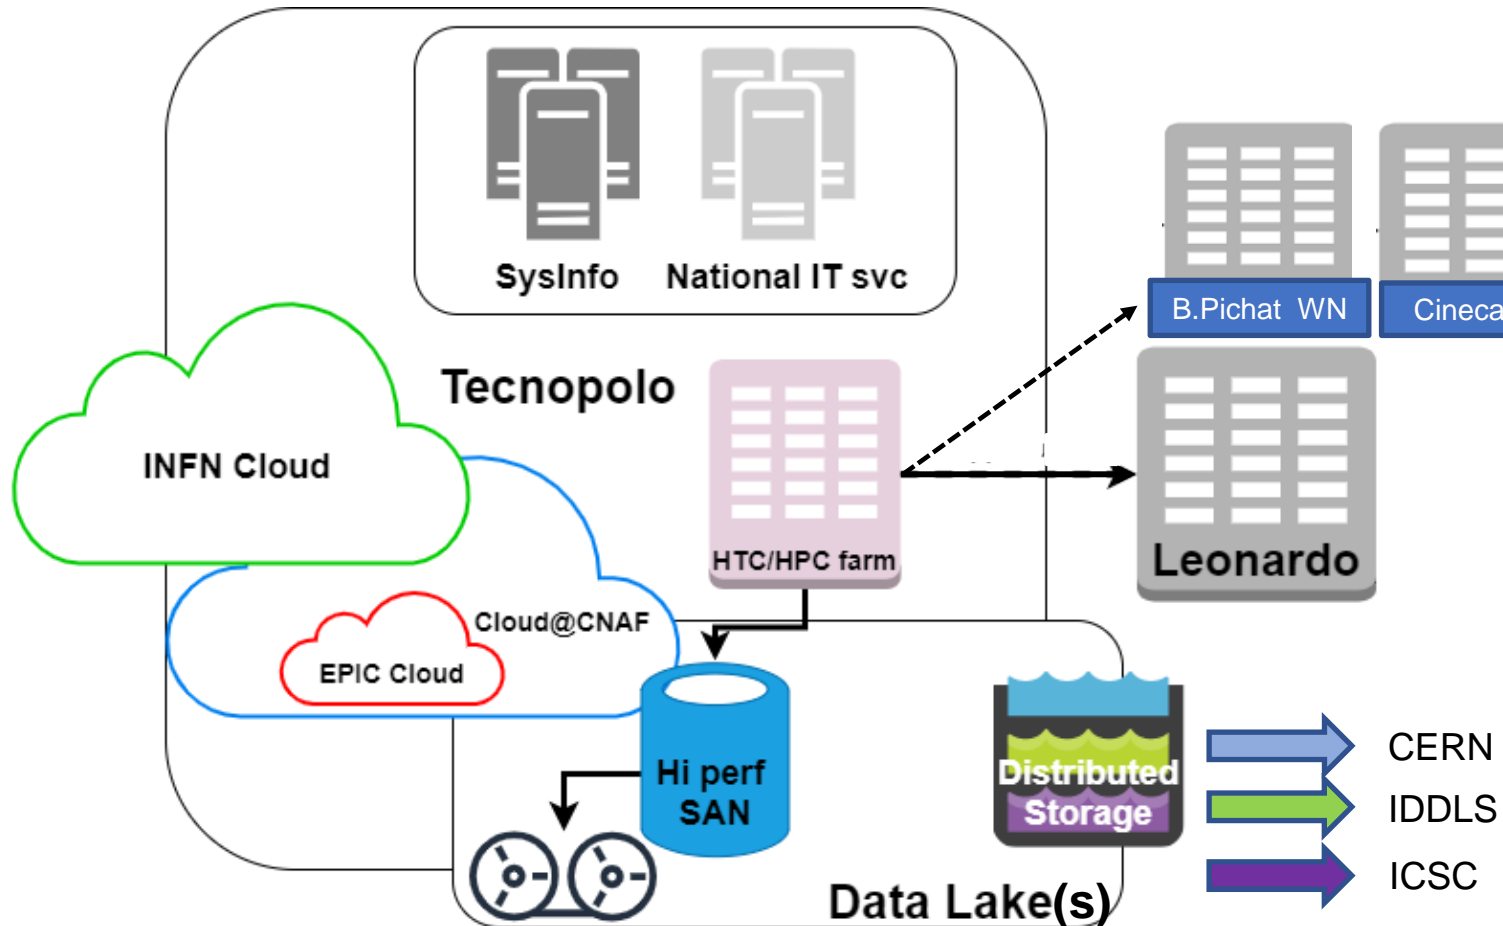 SysInfo
National IT svc
B.Pichat WN
Cineca
Tecnopolo
INFN Cloud
HTC/HPC farm
Leonardo
Cloud@CNAF
EPIC Cloud
Hi perf
SAN
Distributed
Storage
CERN
IDDLS
ICSC
Data Lake(s)